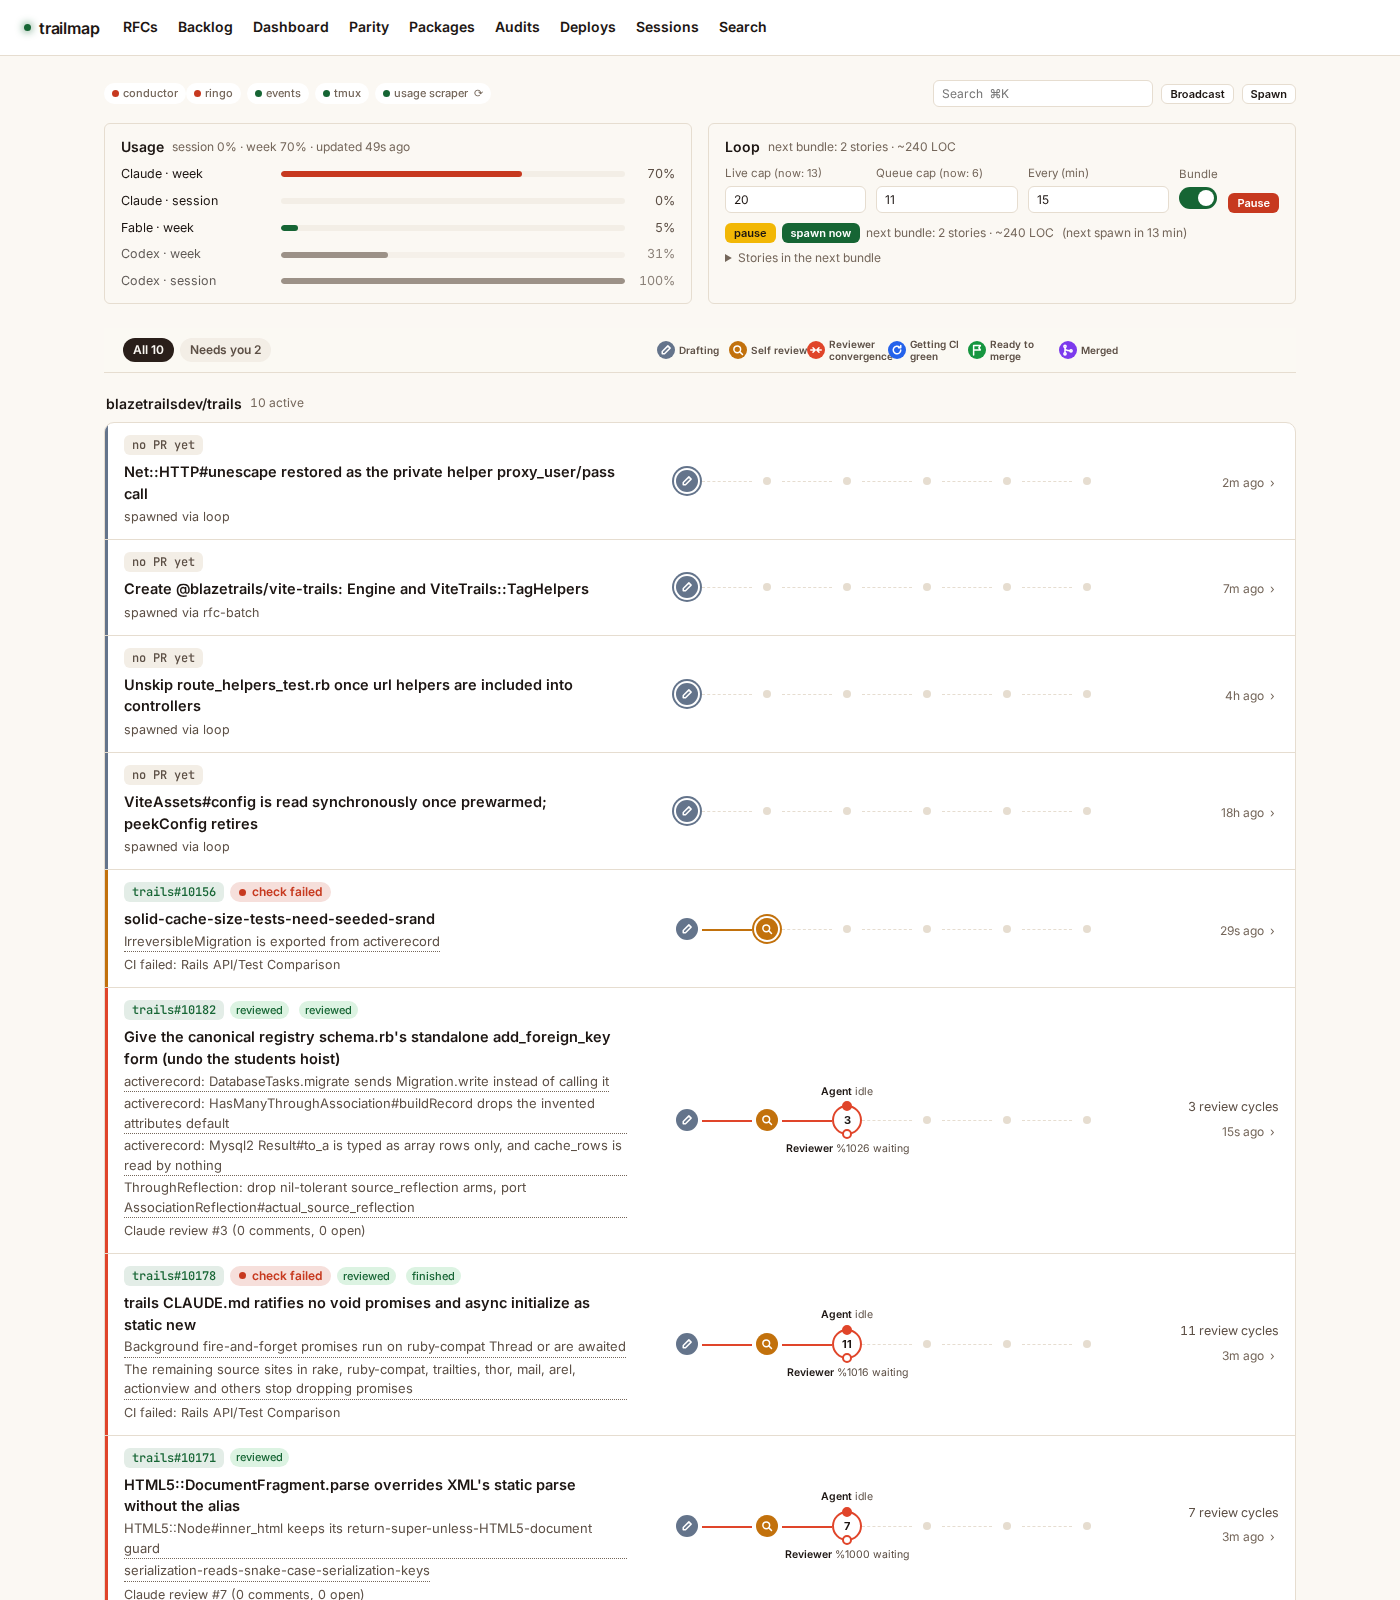 trailmap RFCs Backlog Dashboard Parity Packages Audits Deploys Sessions Search
conductor ringo events tmux usage scraper ⟳ Search ⌘K Broadcast Spawn
Usage session 0% · week 70% · updated 49s ago
Claude · week 70%
Claude · session 0%
Fable · week 5%
Codex · week 31%
Codex · session 100%
Loop next bundle: 2 stories · ~240 LOC
Live cap (now: 13) Queue cap (now: 6) Every (min) Bundle
20 11 15 Pause
pause spawn now next bundle: 2 stories · ~240 LOC (next spawn in 13 min)
▶ Stories in the next bundle
All 10 Needs you 2
Drafting Self review Reviewer convergence Getting CI green Ready to merge Merged
blazetrailsdev/trails 10 active
no PR yet
Net::HTTP#unescape restored as the private helper proxy_user/pass
call
spawned via loop
2m ago ›
no PR yet
Create @blazetrails/vite-trails: Engine and ViteTrails::TagHelpers
spawned via rfc-batch
7m ago ›
no PR yet
Unskip route_helpers_test.rb once url helpers are included into
controllers
spawned via loop
4h ago ›
no PR yet
ViteAssets#config is read synchronously once prewarmed;
peekConfig retires
spawned via loop
18h ago ›
trails#10156 check failed
solid-cache-size-tests-need-seeded-srand
IrreversibleMigration is exported from activerecord
CI failed: Rails API/Test Comparison
29s ago ›
trails#10182 reviewed reviewed
Give the canonical registry schema.rb's standalone add_foreign_key
form (undo the students hoist)
activerecord: DatabaseTasks.migrate sends Migration.write instead of calling it
activerecord: HasManyThroughAssociation#buildRecord drops the invented
attributes default
activerecord: Mysql2 Result#to_a is typed as array rows only, and cache_rows is
read by nothing
ThroughReflection: drop nil-tolerant source_reflection arms, port
AssociationReflection#actual_source_reflection
Claude review #3 (0 comments, 0 open)
Agent idle
3
Reviewer %1026 waiting
3 review cycles
15s ago ›
trails#10178 check failed reviewed finished
trails CLAUDE.md ratifies no void promises and async initialize as
static new
Background fire-and-forget promises run on ruby-compat Thread or are awaited
The remaining source sites in rake, ruby-compat, trailties, thor, mail, arel,
actionview and others stop dropping promises
CI failed: Rails API/Test Comparison
Agent idle
11
Reviewer %1016 waiting
11 review cycles
3m ago ›
trails#10171 reviewed
HTML5::DocumentFragment.parse overrides XML's static parse
without the alias
HTML5::Node#inner_html keeps its return-super-unless-HTML5-document
guard
serialization-reads-snake-case-serialization-keys
Claude review #7 (0 comments, 0 open)
Agent idle
7
Reviewer %1000 waiting
7 review cycles
3m ago ›